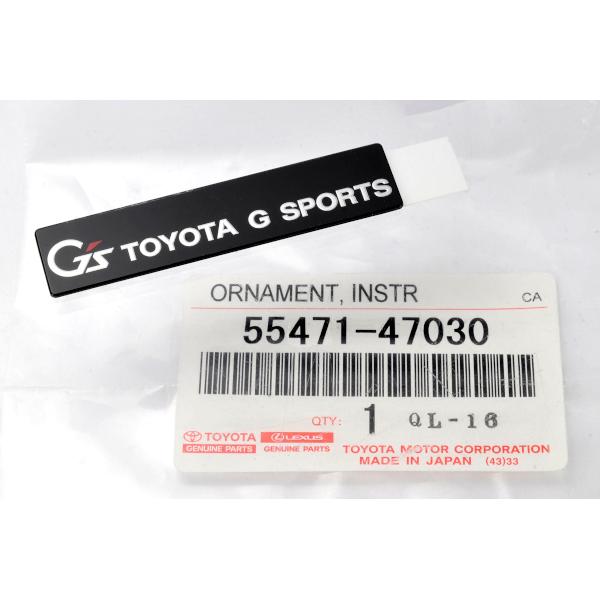 G's TOYOTA G SPORTS
ORNAMENT, INSTR CA
55471-47030
QTY: 1 QL-16
TOYOTA LEXUS
GENUINE PARTS GENUINE PARTS
TOYOTA MOTOR CORPORATION
MADE IN JAPAN (43)33